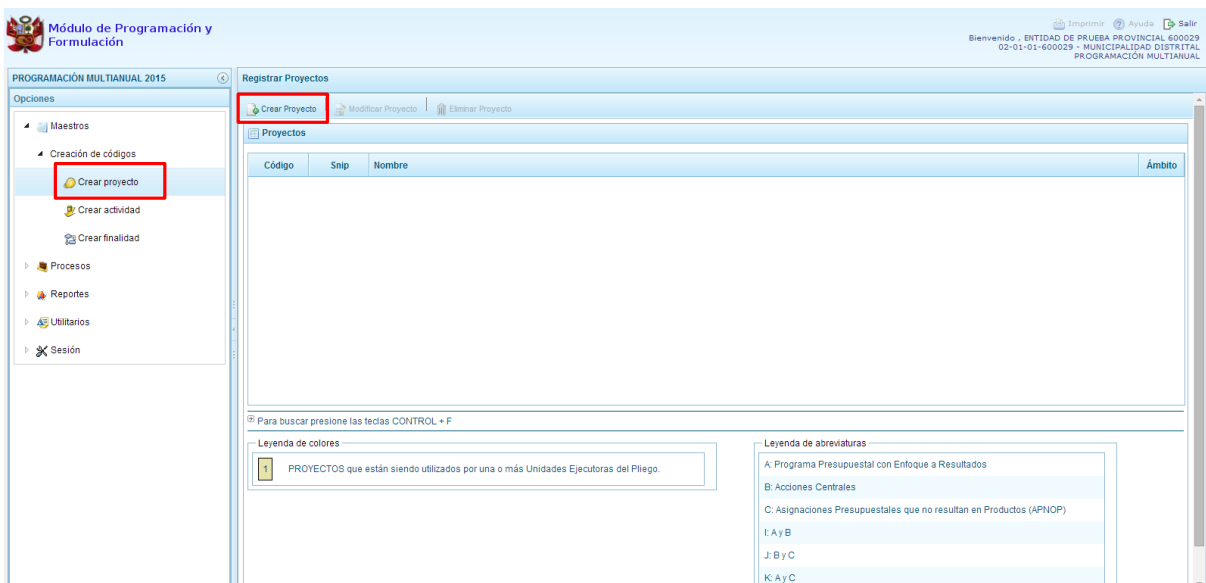 Módulo de Programación y
Formulación
Imprimir Ayuda Salir
Bienvenido , ENTIDAD DE PRUEBA PROVINCIAL 600029
02-01-01-600029 - MUNICIPALIDAD DISTRITAL
PROGRAMACIÓN MULTIANUAL
PROGRAMACIÓN MULTIANUAL 2015
Opciones
Maestros
Creación de códigos
Crear proyecto
Crear actividad
Crear finalidad
Procesos
Reportes
Utilitarios
Sesión
Registrar Proyectos
Crear Proyecto Modificar Proyecto Eliminar Proyecto
Proyectos
Código Snip Nombre Ámbito
Para buscar presione las teclas CONTROL + F
Leyenda de colores
1 PROYECTOS que están siendo utilizados por una o más Unidades Ejecutoras del Pliego.
Leyenda de abreviaturas
A: Programa Presupuestal con Enfoque a Resultados
B: Acciones Centrales
C: Asignaciones Presupuestales que no resultan en Productos (APNOP)
I: A y B
J: B y C
K: A y C